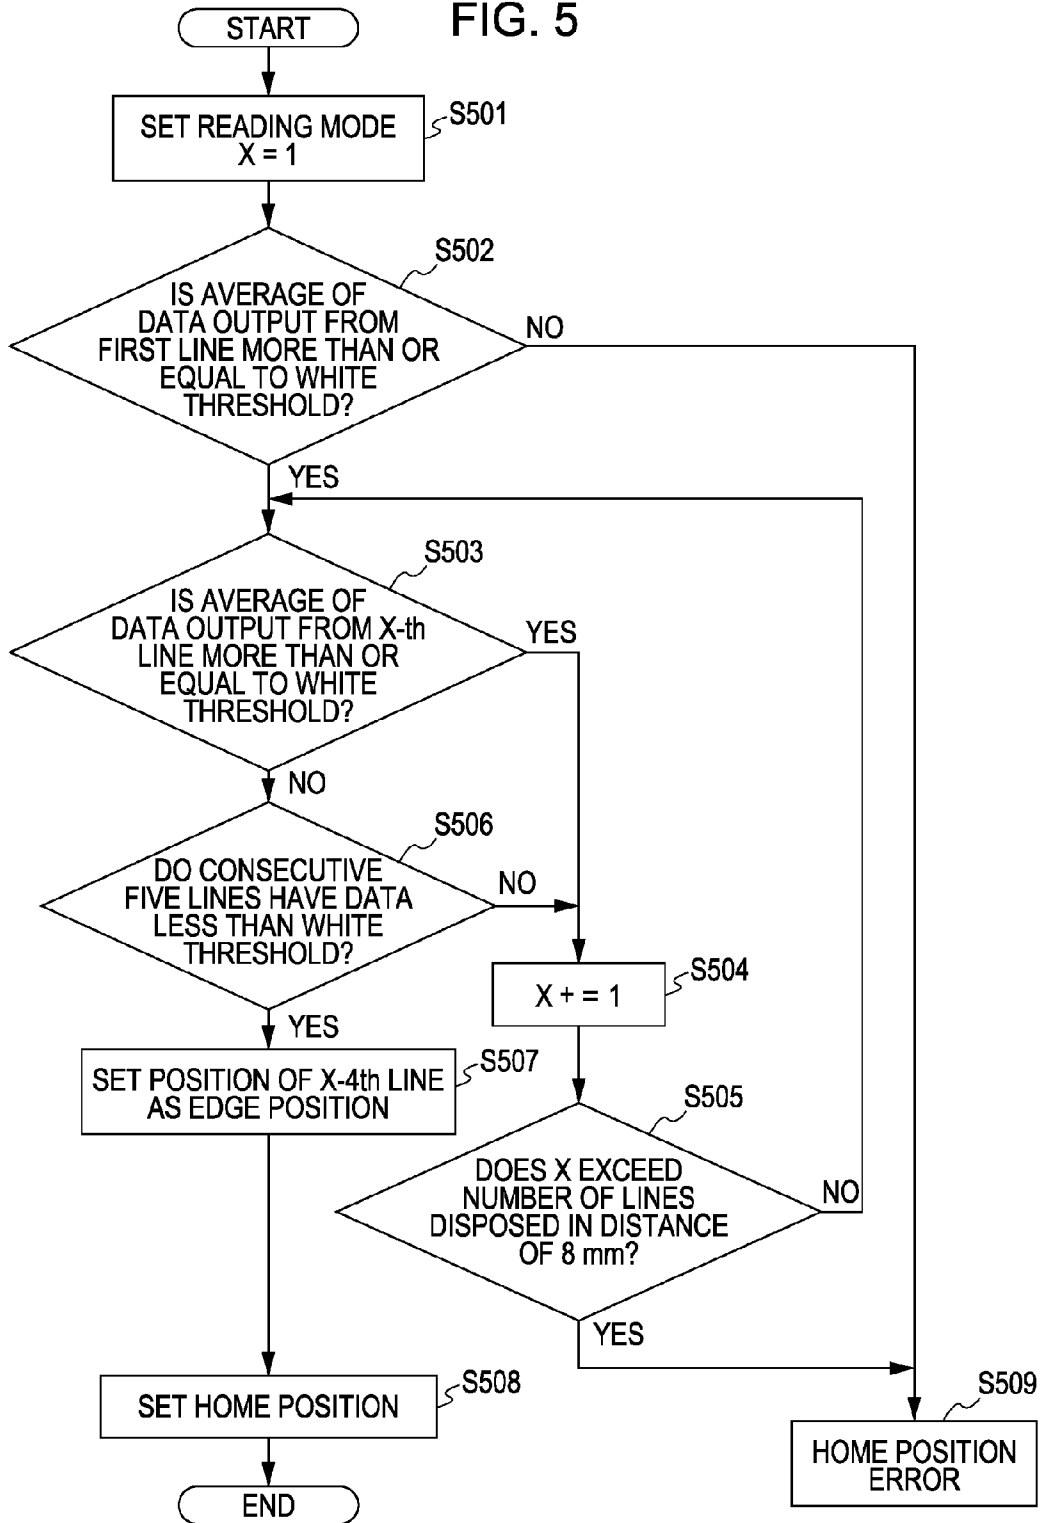 FIG. 5
START
SET READING MODE
X = 1
S501
S502
IS AVERAGE OF
DATA OUTPUT FROM
FIRST LINE MORE THAN OR
EQUAL TO WHITE
THRESHOLD?
NO
YES
S503
IS AVERAGE OF
DATA OUTPUT FROM X-th
LINE MORE THAN OR
EQUAL TO WHITE
THRESHOLD?
YES
NO
S506
DO CONSECUTIVE
FIVE LINES HAVE DATA
LESS THAN WHITE
THRESHOLD?
NO
YES
S504
X + = 1
S507
SET POSITION OF X-4th LINE
AS EDGE POSITION
S505
DOES X EXCEED
NUMBER OF LINES
DISPOSED IN DISTANCE
OF 8 mm?
NO
YES
S508
SET HOME POSITION
S509
HOME POSITION
ERROR
END